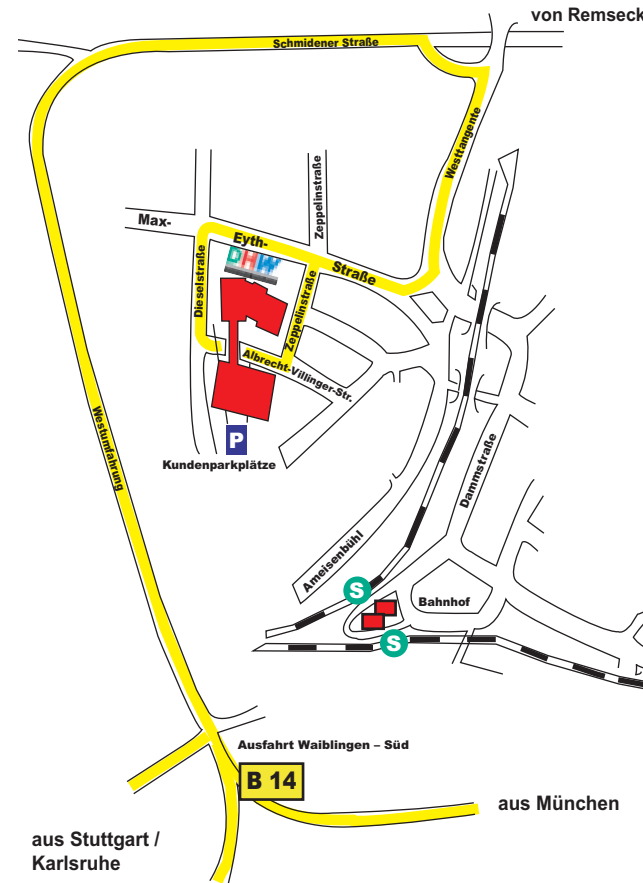 von Remseck
Schmidener Straße
Westtangente
Zeppelinstraße
Max-
Eyth-
Straße
DHW
Dieselstraße
Zeppelinstraße
Albrecht-Villinger-Str.
P
Kundenparkplätze
Westumfahrung
Dammstraße
Ameisenbühl
S
Bahnhof
S
Ausfahrt Waiblingen – Süd
B 14
aus München
aus Stuttgart /
Karlsruhe